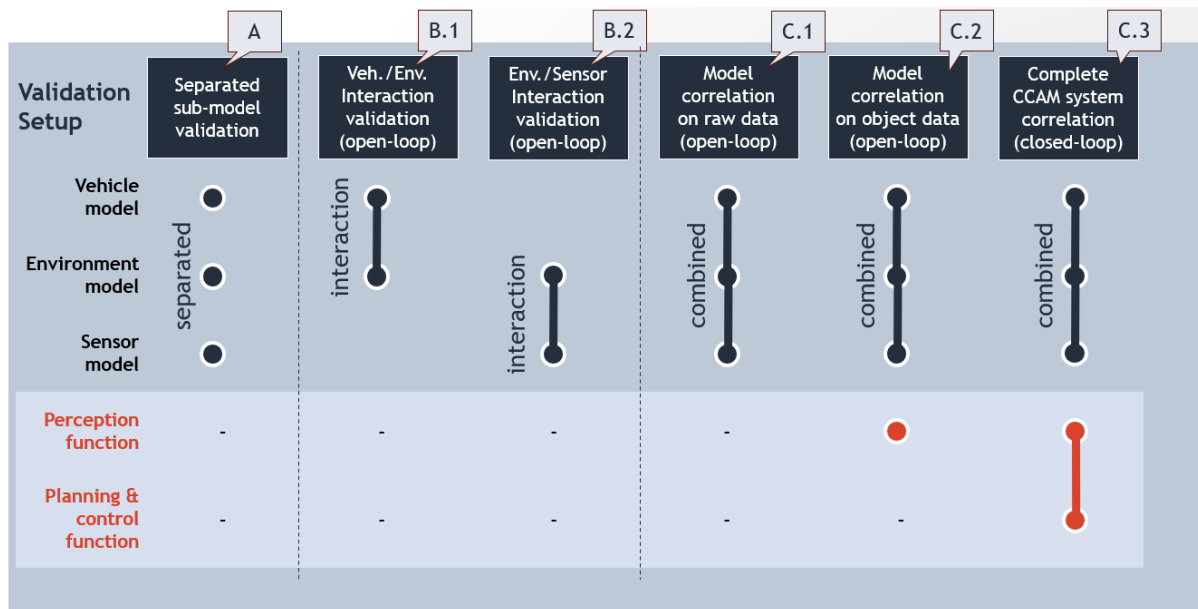 A
B.1
B.2
C.1
C.2
C.3
Validation
Setup
Separated
sub-model
validation
Veh./Env.
Interaction
validation
(open-loop)
Env./Sensor
Interaction
validation
(open-loop)
Model
correlation
on raw data
(open-loop)
Model
correlation
on object data
(open-loop)
Complete
CCAM system
correlation
(closed-loop)
Vehicle
model
Environment
model
Sensor
model
separated
interaction
interaction
combined
combined
combined
Perception
function
- - - -
Planning &
control
function
- - - - -